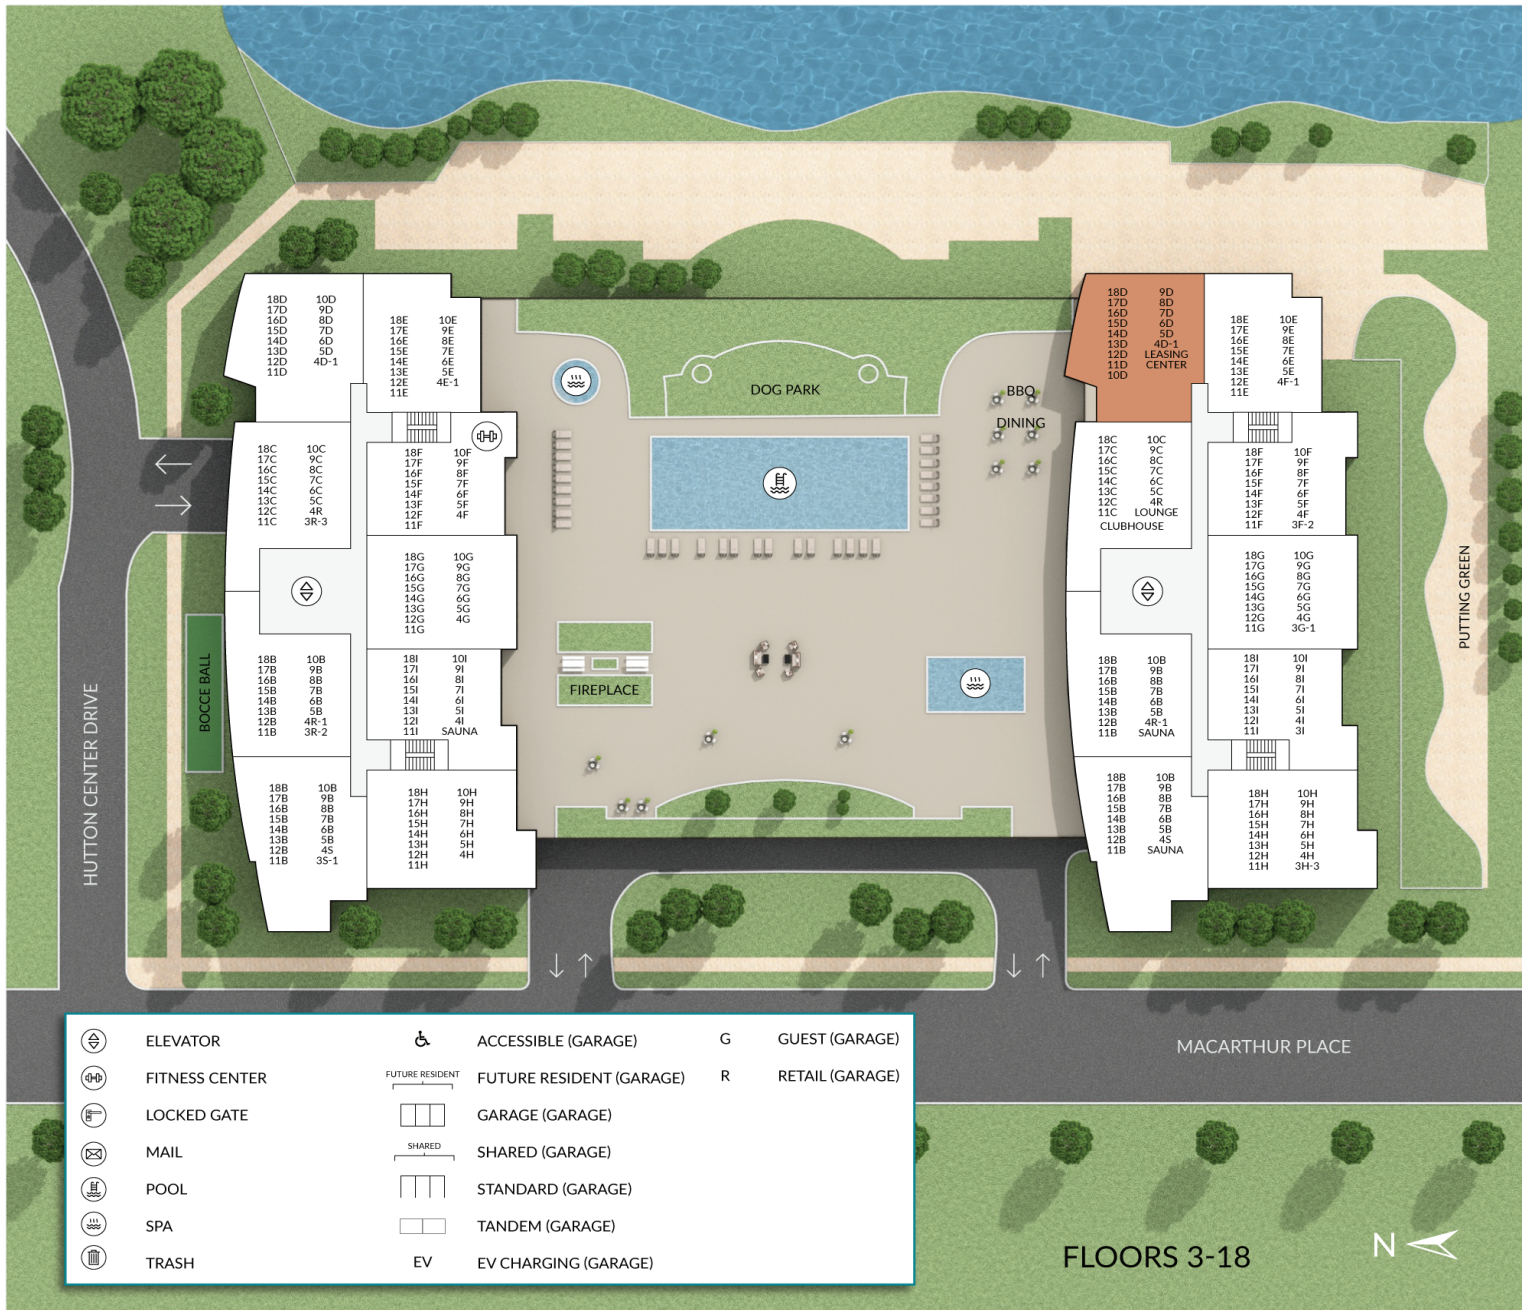 18D 10D
17D 9D
16D 8D
15D 7D
14D 6D
13D 5D
12D 4D-1
11D
18E 10E
17E 9E
16E 8E
15E 7E
14E 6E
13E 5E
12E 4E-1
11E
18C 10C
17C 9C
16C 8C
15C 7C
14C 6C
13C 5C
12C 4R
11C 3R-3
18F 10F
17F 9F
16F 8F
15F 7F
14F 6F
13F 5F
12F 4F
11F
18G 10G
17G 9G
16G 8G
15G 7G
14G 6G
13G 5G
12G 4G
11G
18B 10B
17B 9B
16B 8B
15B 7B
14B 6B
13B 5B
12B 4R-1
11B 3R-2
18I 10I
17I 9I
16I 8I
15I 7I
14I 6I
13I 5I
12I 4I
11I SAUNA
18B 10B
17B 9B
16B 8B
15B 7B
14B 6B
13B 5B
12B 4S
11B 3S-1
18H 10H
17H 9H
16H 8H
15H 7H
14H 6H
13H 5H
12H 4H
11H
DOG PARK
BBQ
DINING
FIREPLACE
BOCCE BALL
HUTTON CENTER DRIVE
18D 9D
17D 8D
16D 7D
15D 6D
14D 5D
13D 4D-1
12D LEASING
11D CENTER
10D
18E 10E
17E 9E
16E 8E
15E 7E
14E 6E
13E 5E
12E 4F-1
11E
18C 10C
17C 9C
16C 8C
15C 7C
14C 6C
13C 5C
12C 4R
11C LOUNGE
CLUBHOUSE
18F 10F
17F 9F
16F 8F
15F 7F
14F 6F
13F 5F
12F 4F
11F 3F-2
18G 10G
17G 9G
16G 8G
15G 7G
14G 6G
13G 5G
12G 4G
11G 3G-1
18B 10B
17B 9B
16B 8B
15B 7B
14B 6B
13B 5B
12B 4R-1
11B SAUNA
18I 10I
17I 9I
16I 8I
15I 7I
14I 6I
13I 5I
12I 4I
11I 3I
18B 10B
17B 9B
16B 8B
15B 7B
14B 6B
13B 5B
12B 4S
11B SAUNA
18H 10H
17H 9H
16H 8H
15H 7H
14H 6H
13H 5H
12H 4H
11H 3H-3
PUTTING GREEN
MACARTHUR PLACE
ELEVATOR
FITNESS CENTER
LOCKED GATE
MAIL
POOL
SPA
TRASH
ACCESSIBLE (GARAGE)
FUTURE RESIDENT FUTURE RESIDENT (GARAGE)
GARAGE (GARAGE)
SHARED SHARED (GARAGE)
STANDARD (GARAGE)
TANDEM (GARAGE)
EV EV CHARGING (GARAGE)
G GUEST (GARAGE)
R RETAIL (GARAGE)
FLOORS 3-18
N